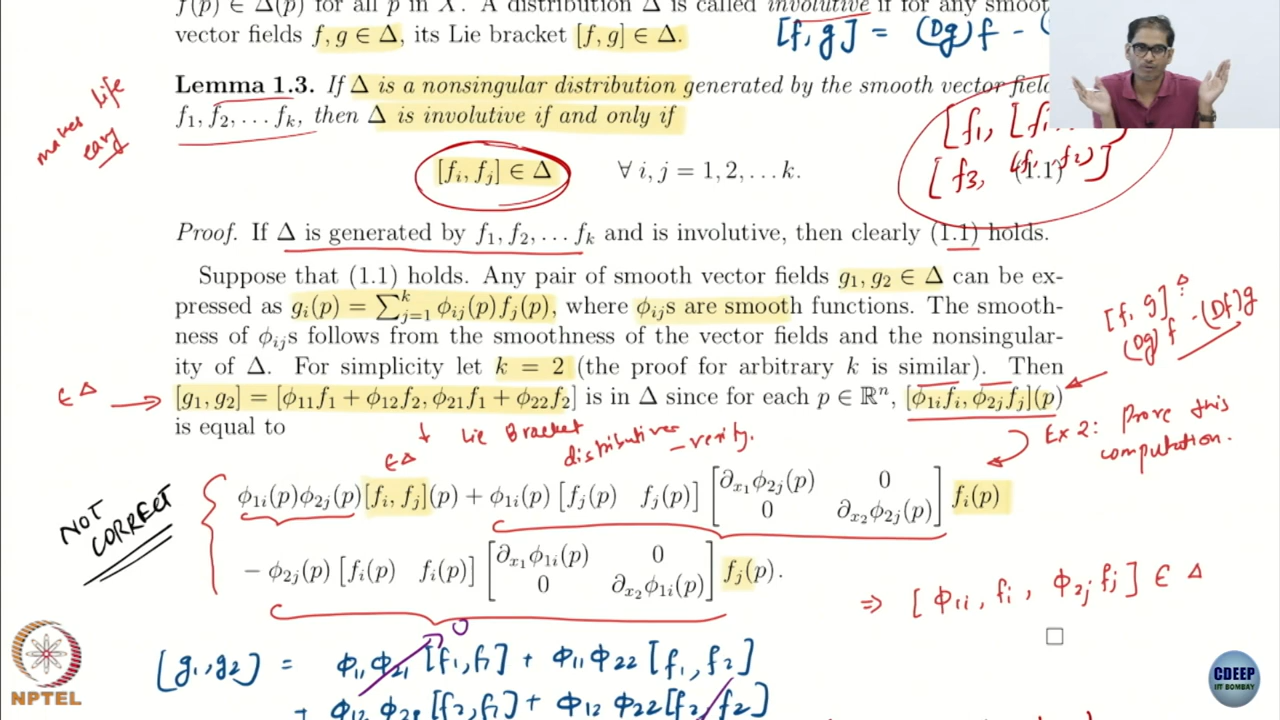 f(p) ∈ Δ(p) for all p in X. A distribution Δ is called involutive if for any smoot
vector fields f, g ∈ Δ, its Lie bracket [f, g] ∈ Δ.
[f, g] = (Dg)f - (
makes life
easy
Lemma 1.3. If Δ is a nonsingular distribution generated by the smooth vector field
f₁, f₂, … fₖ, then Δ is involutive if and only if
[f₁, [f₁
[fᵢ, fⱼ] ∈ Δ ∀ i, j = 1, 2, … k. (1.1)
[f₃, (f₁, f₂)]
Proof. If Δ is generated by f₁, f₂, … fₖ and is involutive, then clearly (1.1) holds.
Suppose that (1.1) holds. Any pair of smooth vector fields g₁, g₂ ∈ Δ can be ex-
pressed as gᵢ(p) = ∑ⱼ₌₁ᵏ φᵢⱼ(p)fⱼ(p), where φᵢⱼs are smooth functions. The smooth-
ness of φᵢⱼs follows from the smoothness of the vector fields and the nonsingular-
ity of Δ. For simplicity let k = 2 (the proof for arbitrary k is similar). Then
[g₁, g₂] = [φ₁₁f₁ + φ₁₂f₂, φ₂₁f₁ + φ₂₂f₂] is in Δ since for each p ∈ ℝⁿ, [φ₁ᵢfᵢ, φ₂ⱼfⱼ](p)
is equal to
[f, g]
(Dg)f - (Df)g
∈ Δ
Lie Bracket
distributive - verify.
∈Δ
Ex 2: Prove this
computation.
NOT
CORRECT
φ₁ᵢ(p)φ₂ⱼ(p)[fᵢ, fⱼ](p) + φ₁ᵢ(p) [fⱼ(p) fⱼ(p)] [∂ₓ₁φ₂ⱼ(p) 0
0 ∂ₓ₂φ₂ⱼ(p)] fᵢ(p)
− φ₂ⱼ(p) [fᵢ(p) fᵢ(p)] [∂ₓ₁φ₁ᵢ(p) 0
0 ∂ₓ₂φ₁ᵢ(p)] fⱼ(p).
⇒ [φ₁ᵢ, fᵢ, φ₂ⱼ fⱼ] ∈ Δ
0
[g₁, g₂] = φ₁₁ φ₂₁ [f₁, f₁] + φ₁₁ φ₂₂ [f₁, f₂]
+ φ₁₂ φ₂₁ [f₂, f₁] + φ₁₂ φ₂₂ [f₂, f₂]
NPTEL
CDEEP
IIT BOMBAY